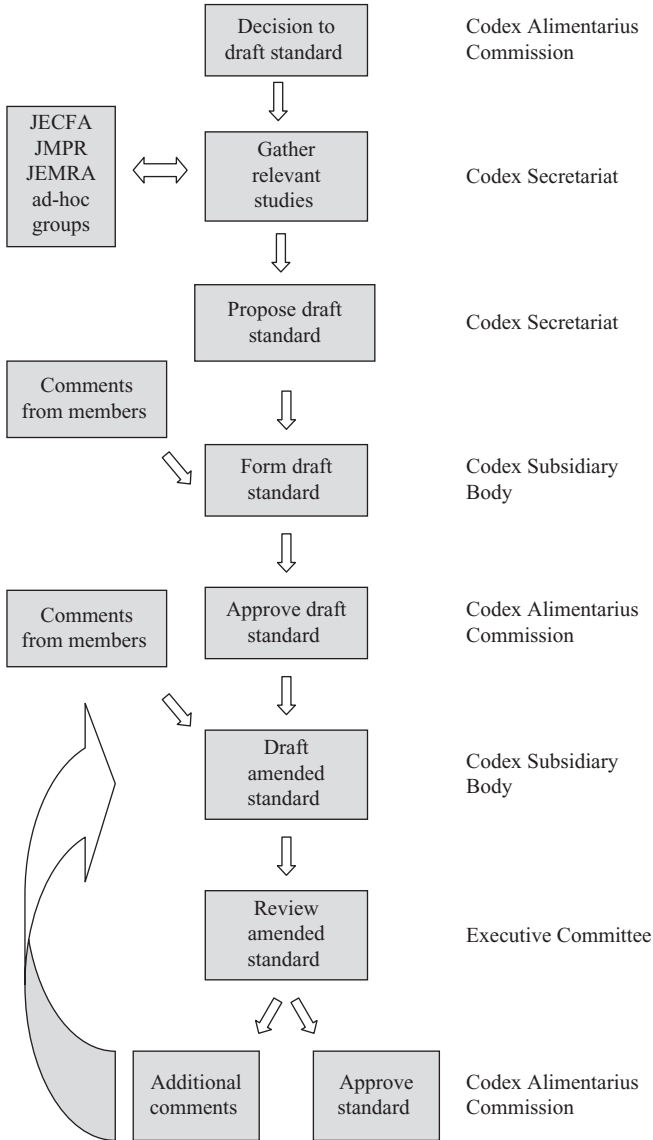 Decision to
draft standard
Codex Alimentarius
Commission
JECFA
JMPR
JEMRA
ad-hoc
groups
Gather
relevant
studies
Codex Secretariat
Propose draft
standard
Codex Secretariat
Comments
from members
Form draft
standard
Codex Subsidiary
Body
Comments
from members
Approve draft
standard
Codex Alimentarius
Commission
Draft
amended
standard
Codex Subsidiary
Body
Review
amended
standard
Executive Committee
Additional
comments
Approve
standard
Codex Alimentarius
Commission